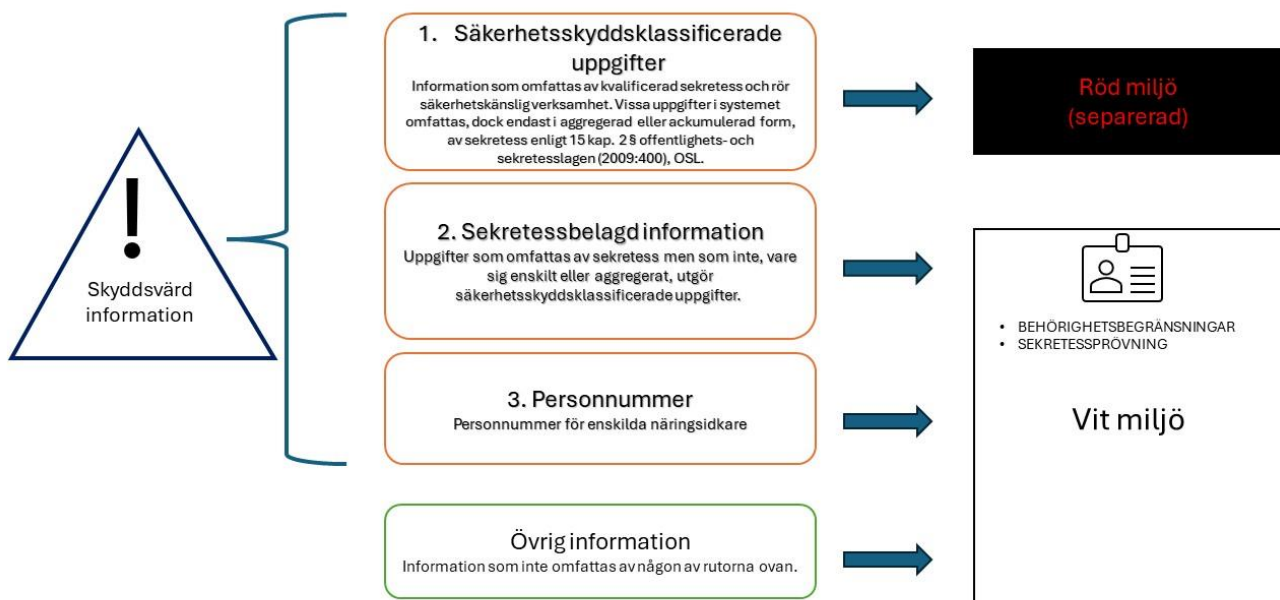 Skyddsvärd
information
1. Säkerhetsskyddsklassificerade
uppgifter
Information som omfattas av kvalificerad sekretess och rör
säkerhetskänslig verksamhet. Vissa uppgifter i systemet
omfattas, dock endast i aggregerad eller ackumulerad form,
av sekretess enligt 15 kap. 2 § offentlighets- och
sekretesslagen (2009:400), OSL.
Röd miljö
(separerad)
2. Sekretessbelagd information
Uppgifter som omfattas av sekretess men som inte, vare
sig enskilt eller aggregerat, utgör
säkerhetsskyddsklassificerade uppgifter.
• BEHÖRIGHETSBEGRÄNSNINGAR
• SEKRETESSPRÖVNING
3. Personnummer
Personnummer för enskilda näringsidkare
Vit miljö
Övrig information
Information som inte omfattas av någon av rutorna ovan.